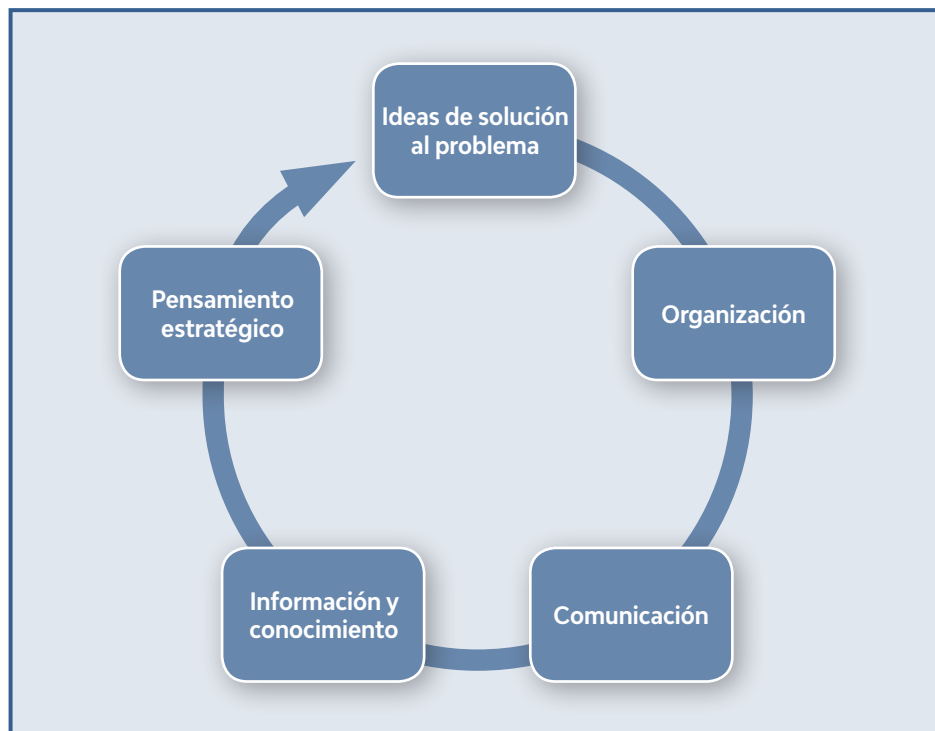 Ideas de solución
al problema
Organización
Comunicación
Información y
conocimiento
Pensamiento
estratégico